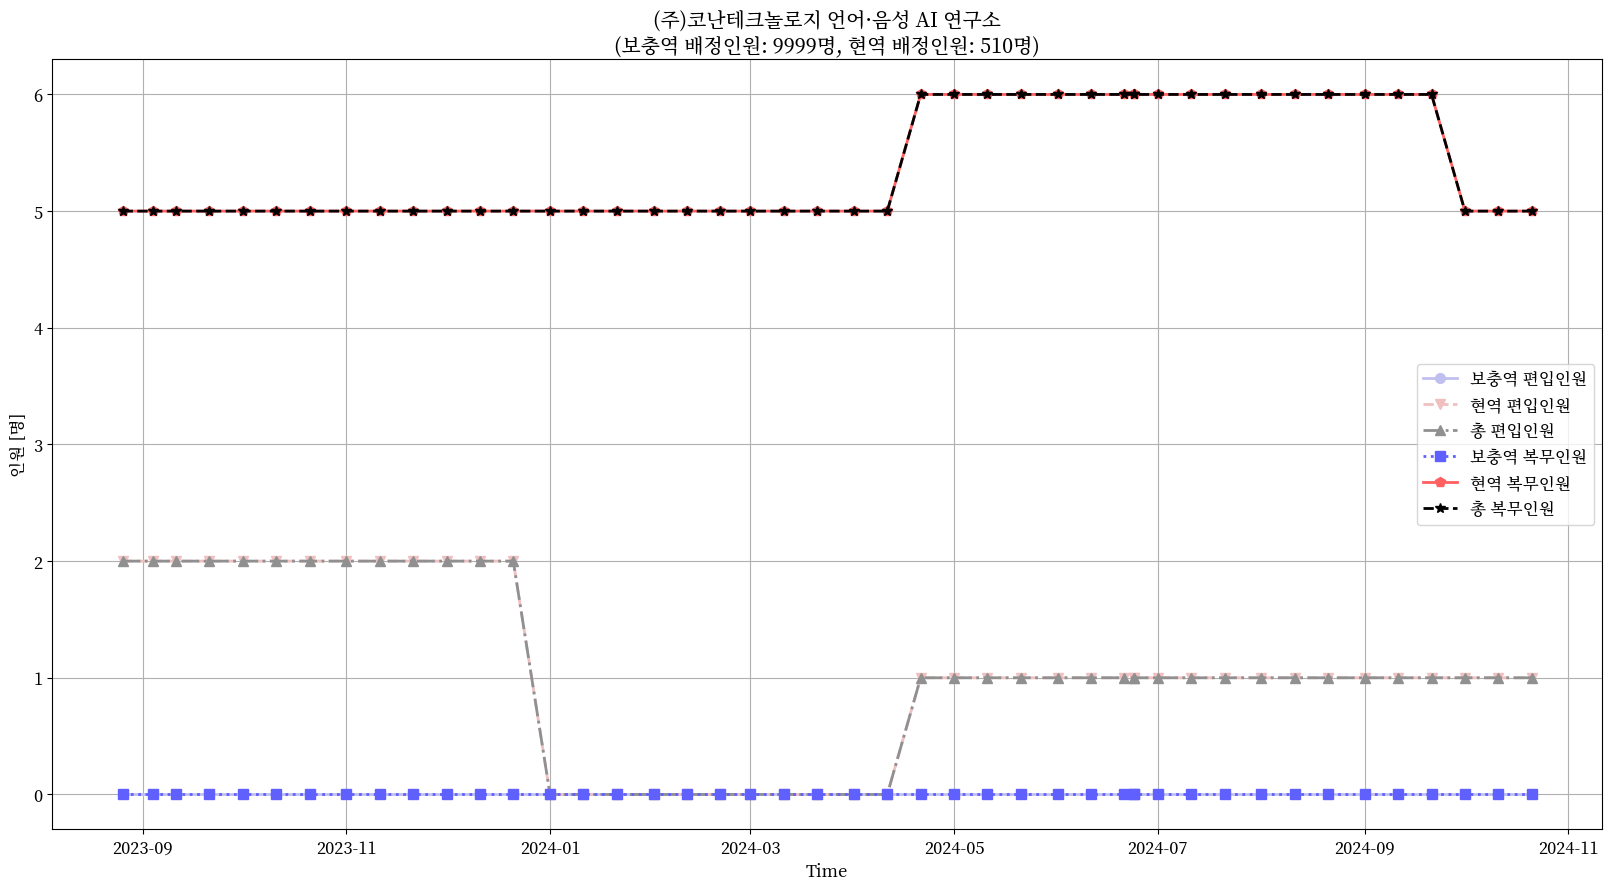 (주)코난테크놀로지 언어·음성 AI 연구소
(보충역 배정인원: 9999명, 현역 배정인원: 510명)
6
5
4
3
2
1
0
인원 [명]
보충역 편입인원
현역 편입인원
총 편입인원
보충역 복무인원
현역 복무인원
총 복무인원
2023-09
2023-11
2024-01
2024-03
2024-05
2024-07
2024-09
2024-11
Time